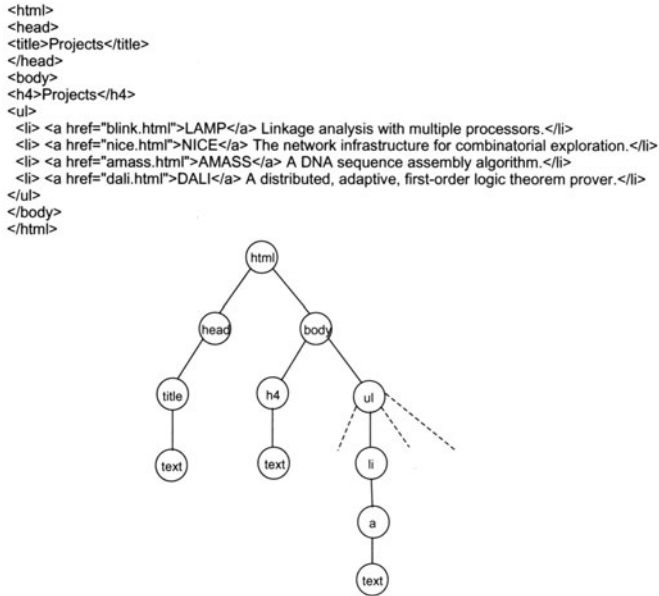 <html>
<head>
<title>Projects</title>
</head>
<body>
<h4>Projects</h4>
<ul>
<li> <a href="blink.html">LAMP</a> Linkage analysis with multiple processors.</li>
<li> <a href="nice.html">NICE</a> The network infrastructure for combinatorial exploration.</li>
<li> <a href="amass.html">AMASS</a> A DNA sequence assembly algorithm.</li>
<li> <a href="dali.html">DALI</a> A distributed, adaptive, first-order logic theorem prover.</li>
</ul>
</body>
</html>
html
head
body
title
h4
ul
text
text
li
a
text